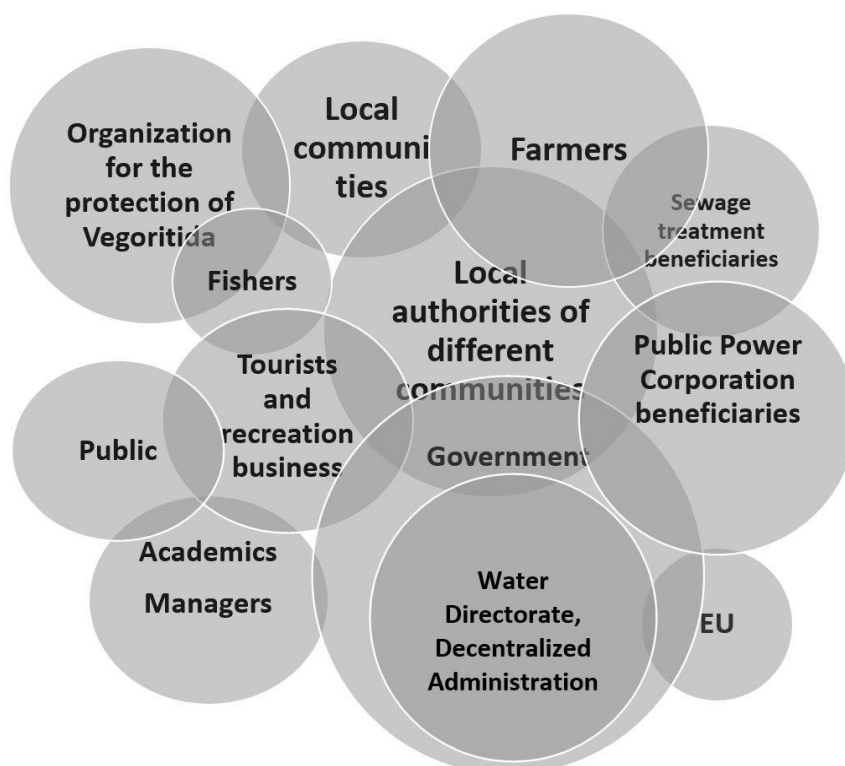 Organization
for the
protection of
Vegoritida
Local
communi
ties
Farmers
Sewage
treatment
beneficiaries
Fishers
Local
authorities of
different
communities
Public Power
Corporation
beneficiaries
Tourists
and
recreation
business
Public
Government
Academics
Managers
Water
Directorate,
Decentralized
Administration
EU